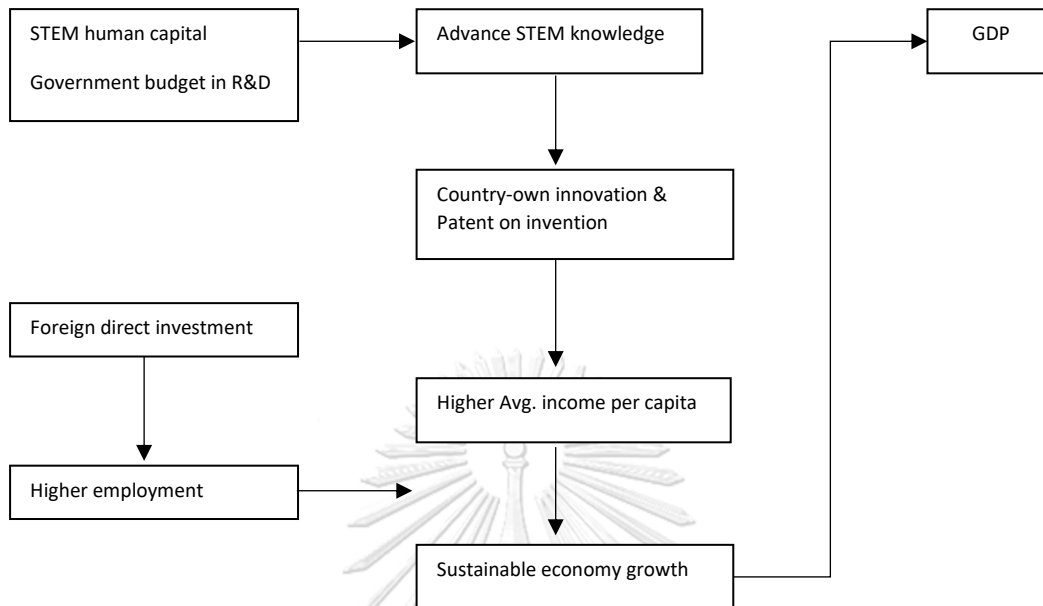 STEM human capital
Government budget in R&D
Advance STEM knowledge
GDP
Country-own innovation &
Patent on invention
Foreign direct investment
Higher Avg. income per capita
Higher employment
Sustainable economy growth